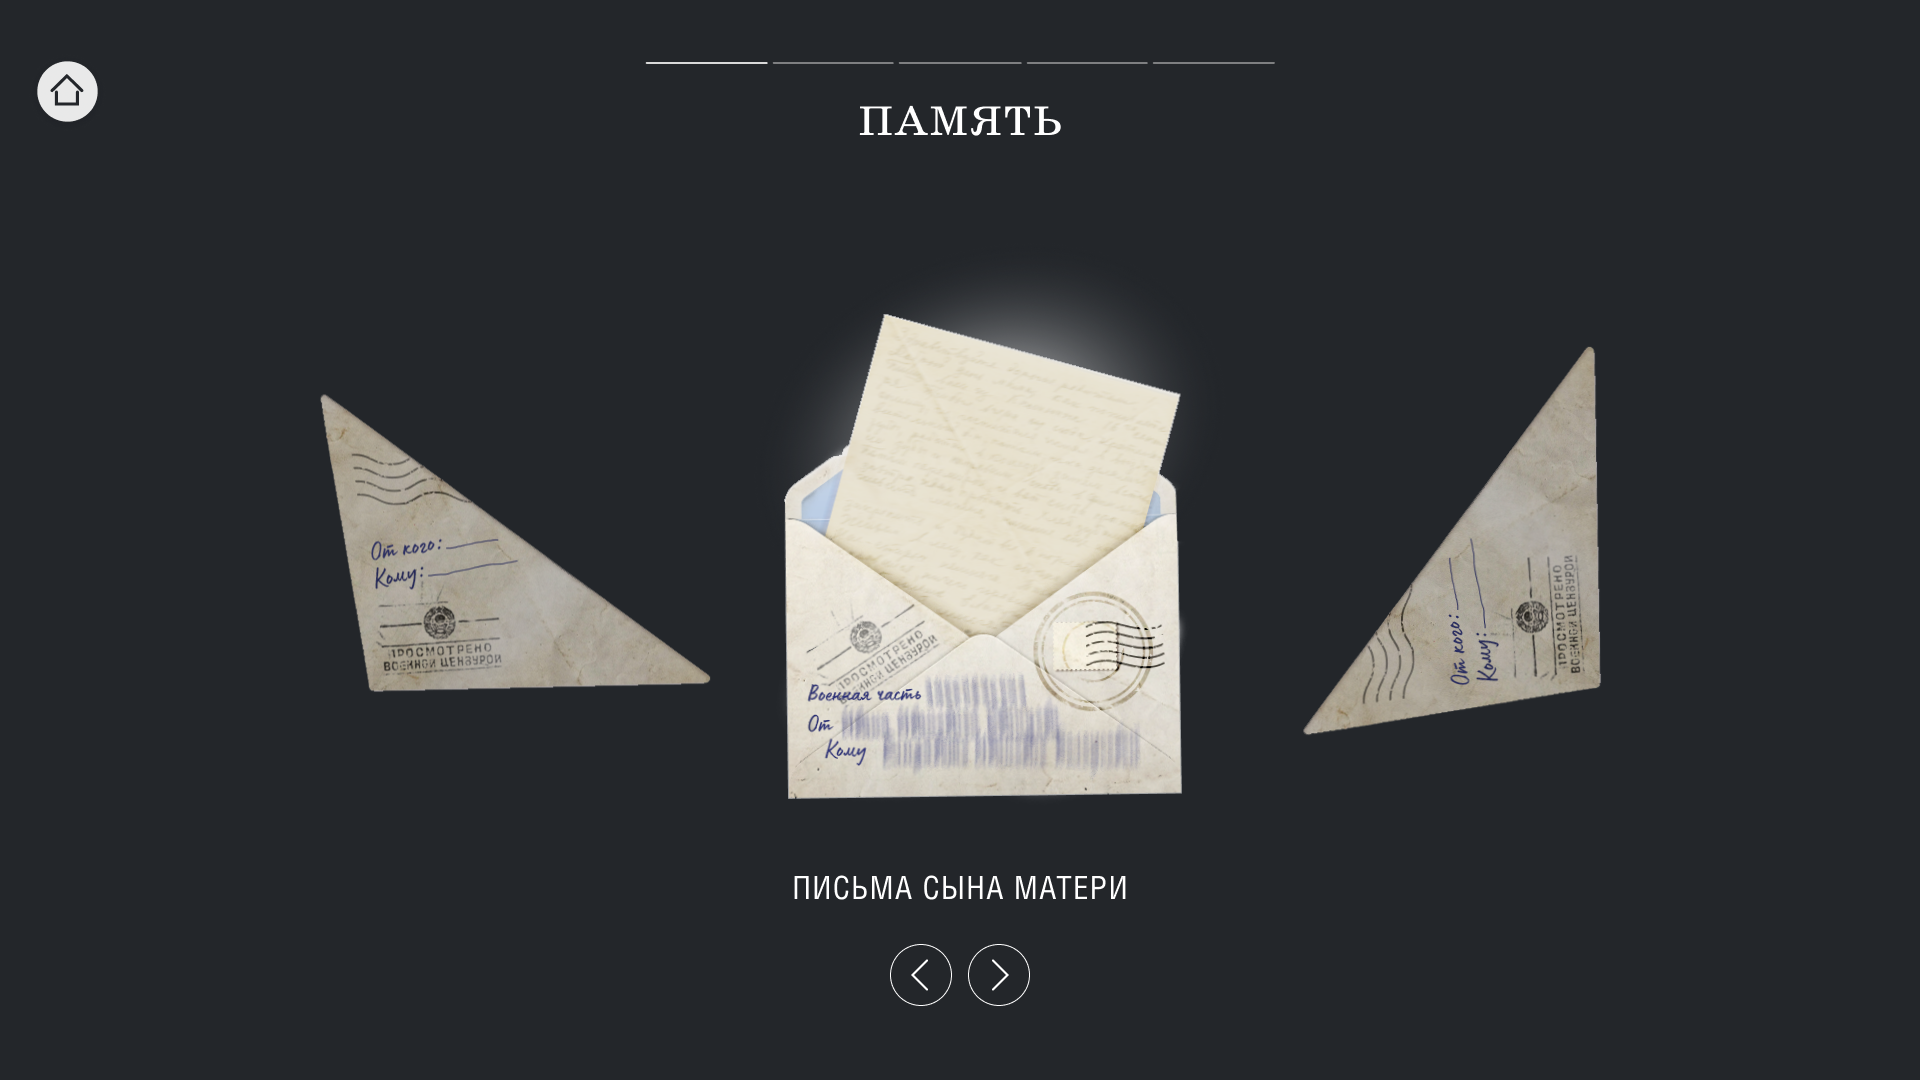 ПАМЯТЬ
От кого:
Кому:
ПРОСМОТРЕНО
ВОЕННОЙ ЦЕНЗУРОЙ
ПРОСМОТРЕНО
ВОЕННОЙ ЦЕНЗУРОЙ
Военная часть
От
Кому
От кого:
Кому:
ПРОСМОТРЕНО
ВОЕННОЙ ЦЕНЗУРОЙ
ПИСЬМА СЫНА МАТЕРИ